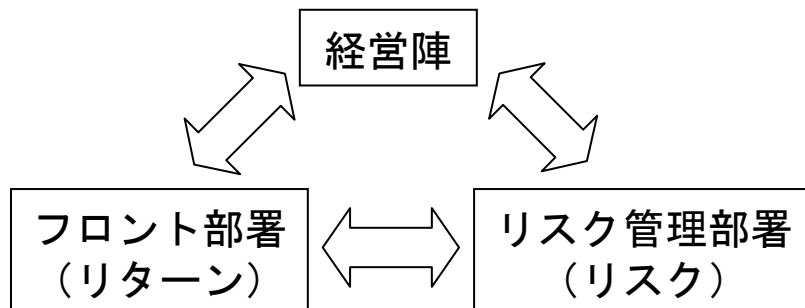 経営陣
フロント部署
（リターン）
リスク管理部署
（リスク）